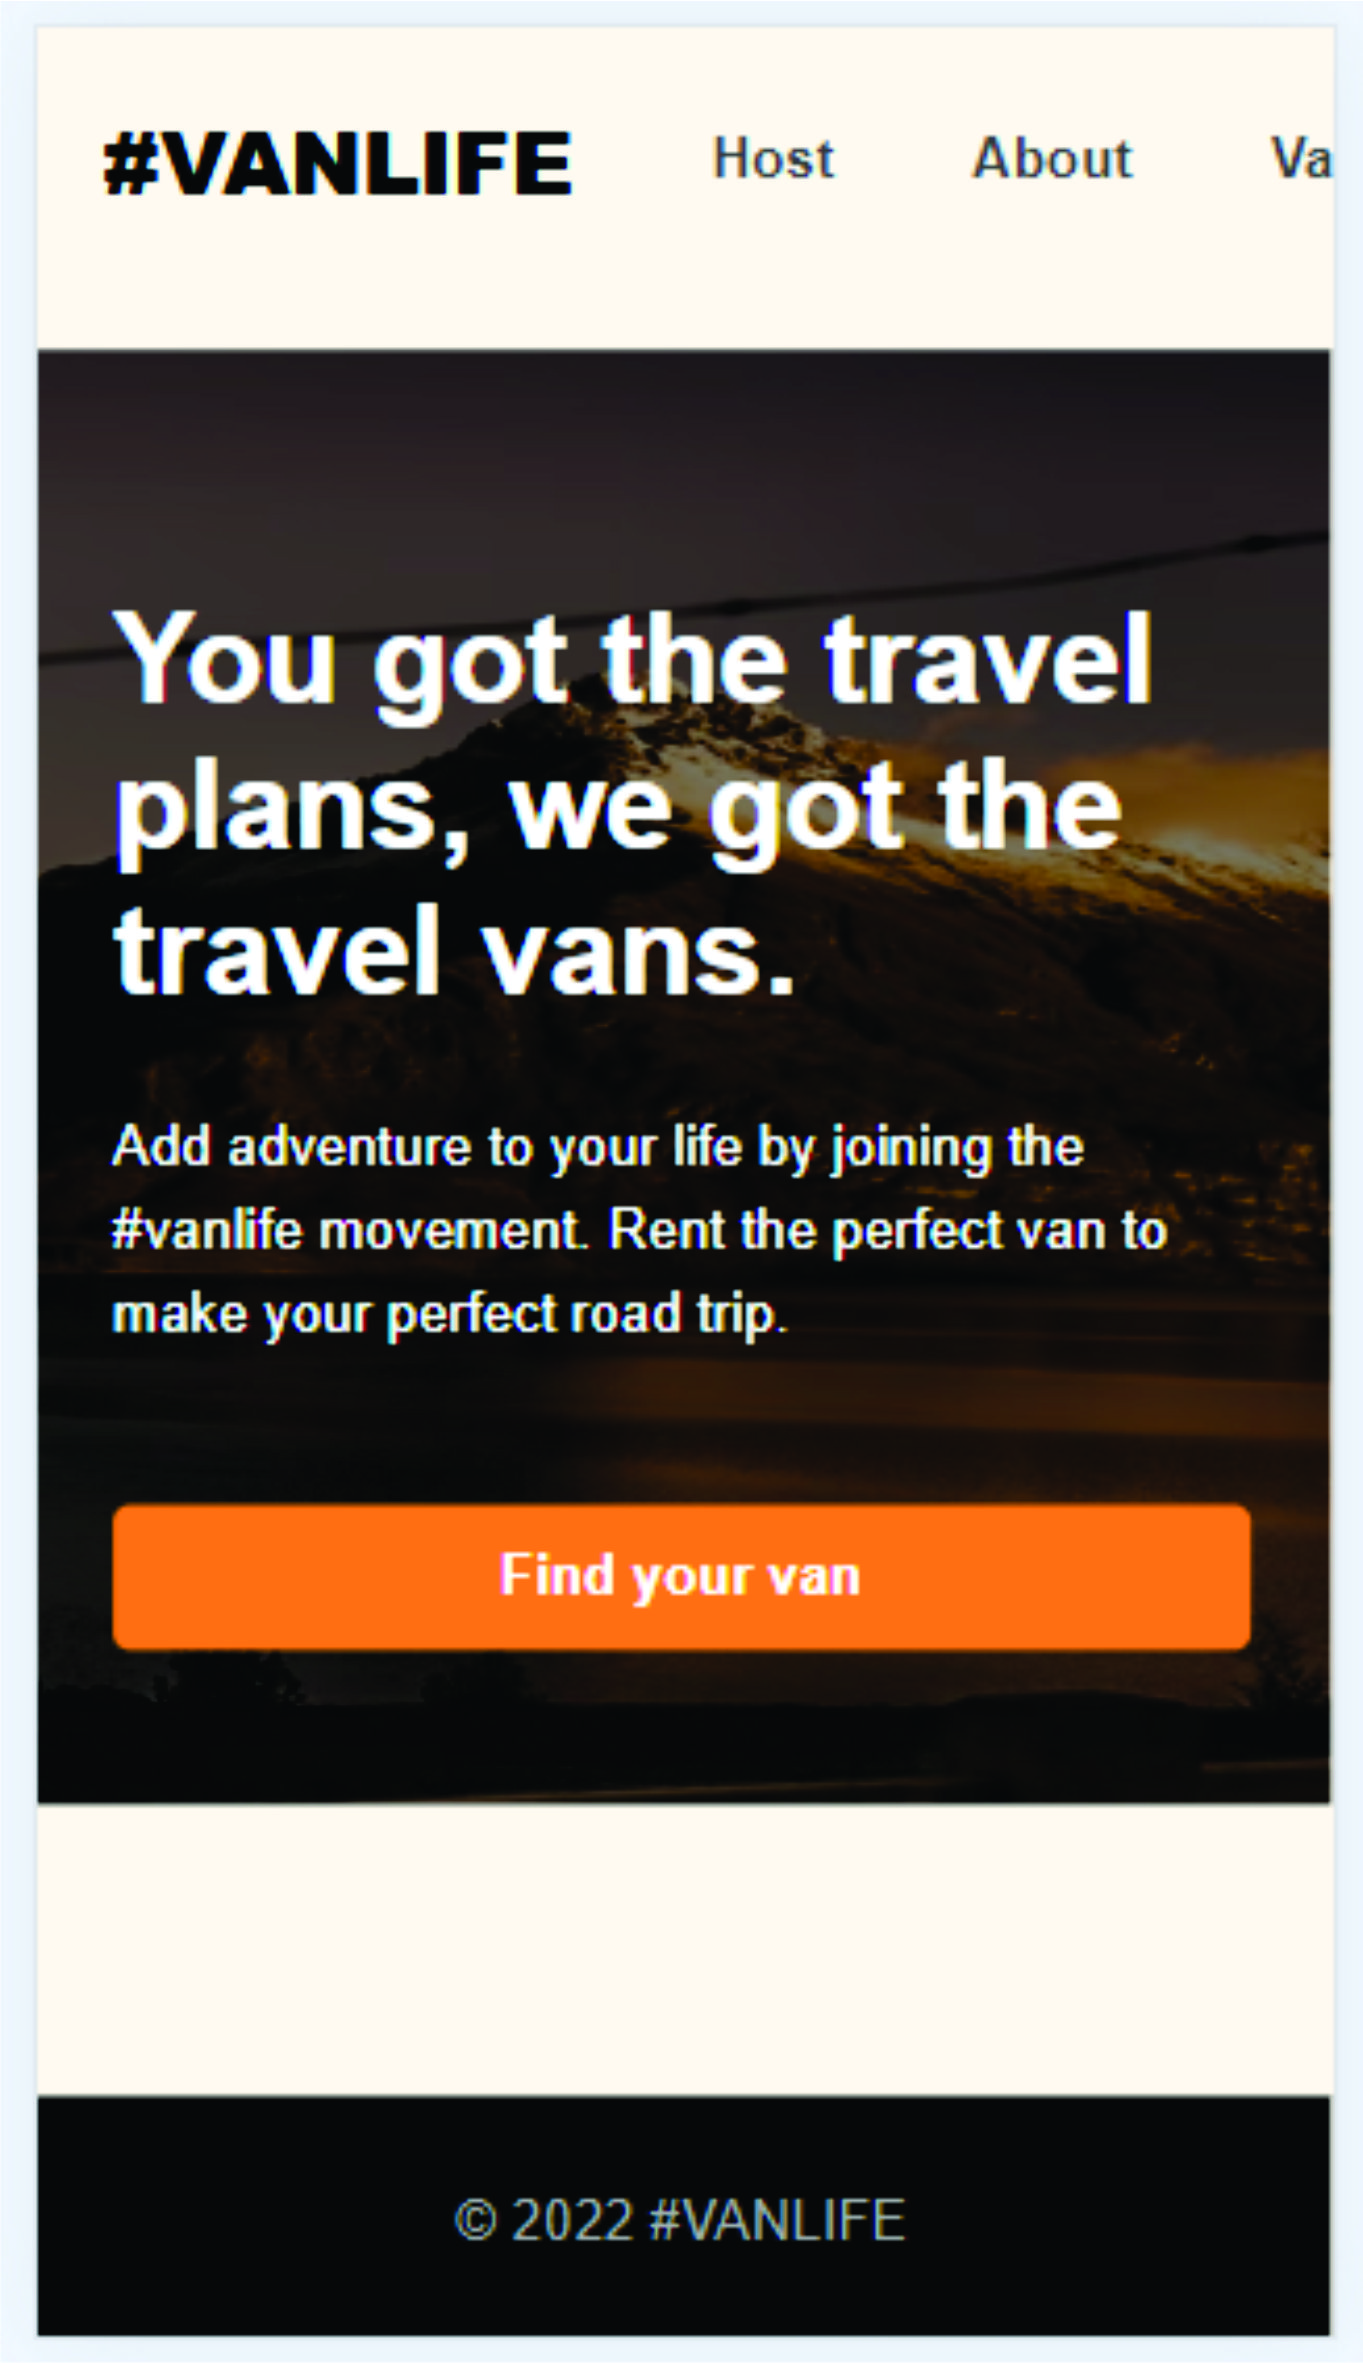 #VANLIFE Host About Va
You got the travel
plans, we got the
travel vans.
Add adventure to your life by joining the
#vanlife movement. Rent the perfect van to
make your perfect road trip.
Find your van
© 2022 #VANLIFE